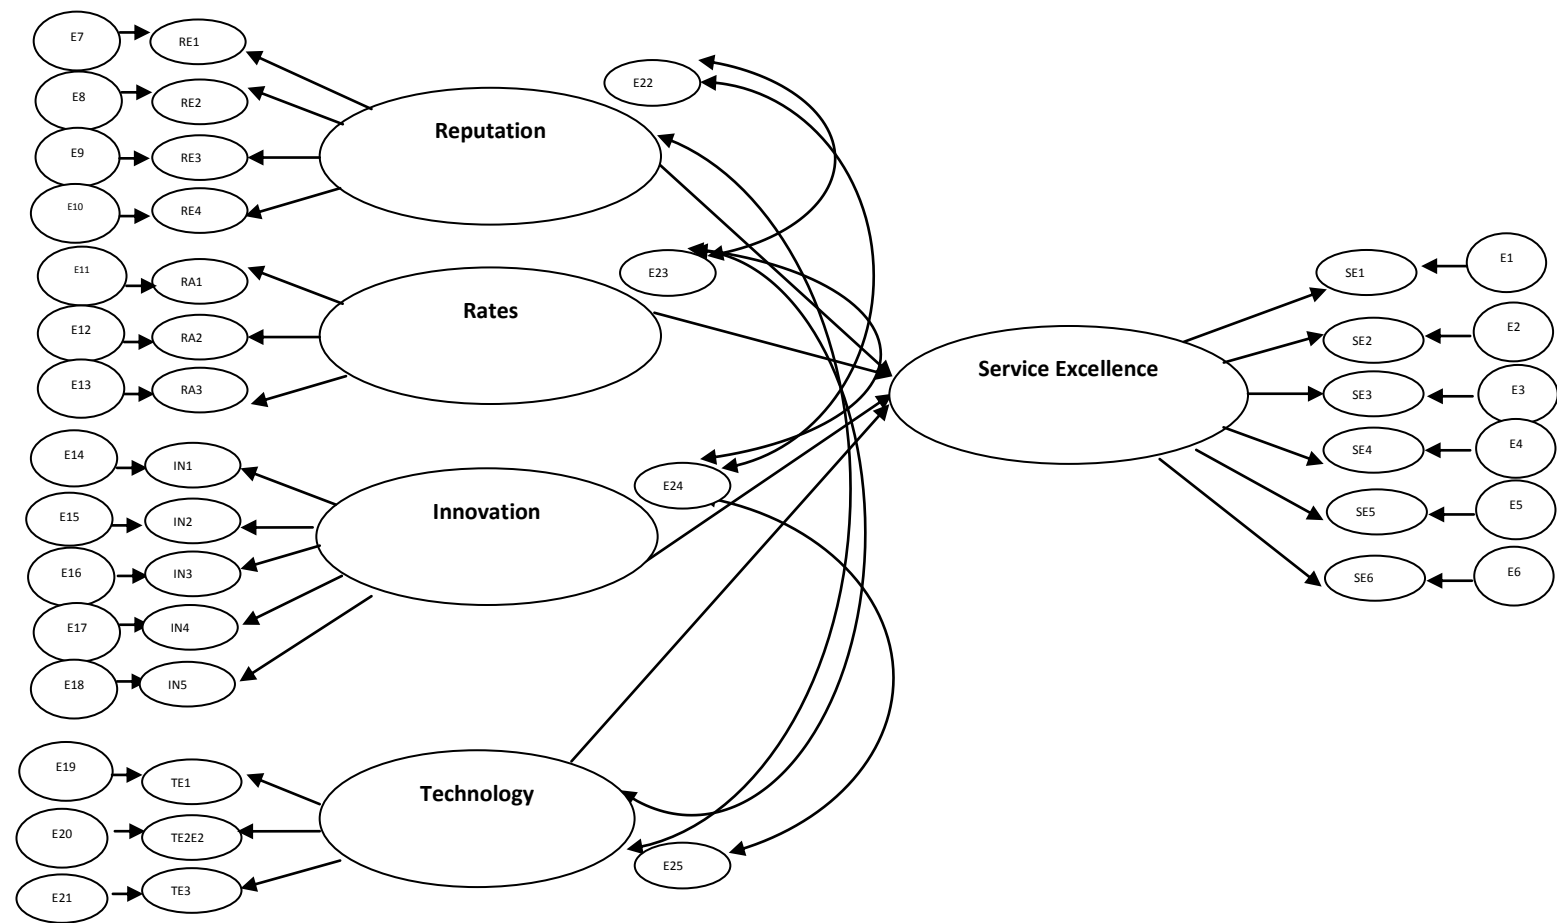 E7
RE1
E8
RE2
E9
RE3
E10
RE4
Reputation
E22
E11
RA1
E12
RA2
E13
RA3
Rates
E23
E14
IN1
E15
IN2
E16
IN3
E17
IN4
E18
IN5
Innovation
E24
E19
TE1
E20
TE2E2
E21
TE3
Technology
E25
Service Excellence
SE1
E1
SE2
E2
SE3
E3
SE4
E4
SE5
E5
SE6
E6